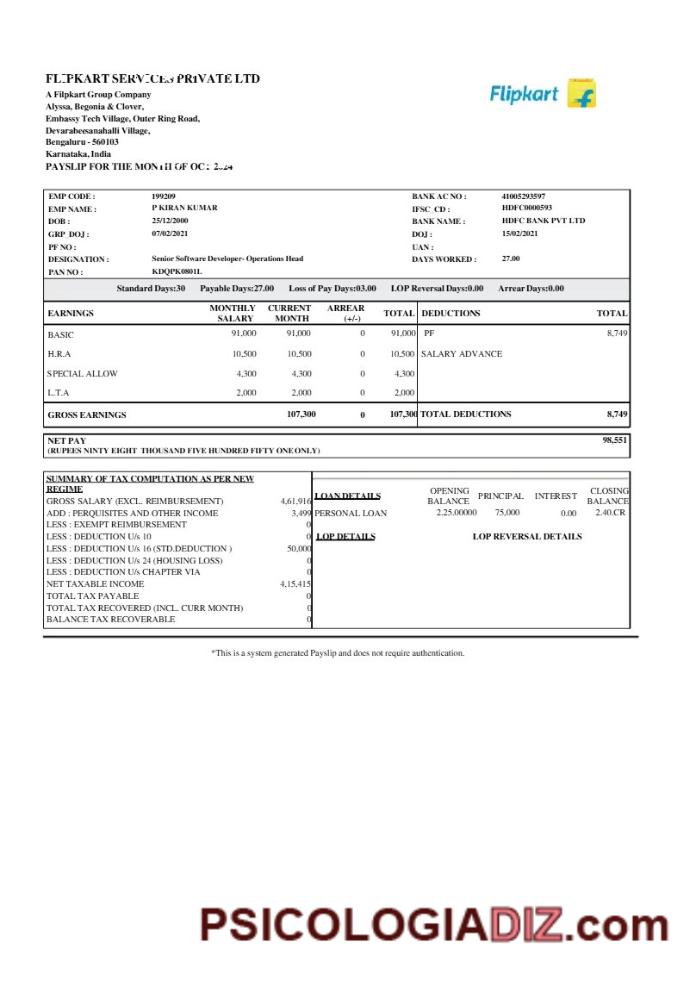 FLIPKART SERVICES PRIVATE LTD
A Filpkart Group Company
Alyssa, Begonia & Clover,
Embassy Tech Village, Outer Ring Road,
Devarabeesanahalli Village,
Bengaluru - 560103
Karnataka, India
PAYSLIP FOR THE MONTH OF OCT 2024
Flipkart
EMP CODE : 199209 BANK AC NO : 41005293597
EMP NAME : P KIRAN KUMAR IFSC_CD : HDFC0000593
DOB : 25/12/2000 BANK NAME : HDFC BANK PVT LTD
GRP_DOJ : 07/02/2021 DOJ : 15/02/2021
PF NO : UAN :
DESIGNATION : Senior Software Developer- Operations Head DAYS WORKED : 27.00
PAN NO : KDQPK0801L
Standard Days:30 Payable Days:27.00 Loss of Pay Days:03.00 LOP Reversal Days:0.00 Arrear Days:0.00
EARNINGS MONTHLY SALARY CURRENT MONTH ARREAR (+/-) TOTAL DEDUCTIONS TOTAL
BASIC 91,000 91,000 0 91,000 PF 8,749
H.R.A 10,500 10,500 0 10,500 SALARY ADVANCE
SPECIAL ALLOW 4,300 4,300 0 4,300
L.T.A 2,000 2,000 0 2,000
GROSS EARNINGS 107,300 0 107,300 TOTAL DEDUCTIONS 8,749
NET PAY 98,551
(RUPEES NINTY EIGHT THOUSAND FIVE HUNDRED FIFTY ONE ONLY)
SUMMARY OF TAX COMPUTATION AS PER NEW
REGIME
GROSS SALARY (EXCL. REIMBURSEMENT) 4,61,916
ADD : PERQUISITES AND OTHER INCOME 3,499
LESS : EXEMPT REIMBURSEMENT 0
LESS : DEDUCTION U/s 10 0
LESS : DEDUCTION U/s 16 (STD.DEDUCTION ) 50,000
LESS : DEDUCTION U/s 24 (HOUSING LOSS) 0
LESS : DEDUCTION U/s CHAPTER VIA 0
NET TAXABLE INCOME 4,15,415
TOTAL TAX PAYABLE 0
TOTAL TAX RECOVERED (INCL. CURR MONTH) 0
BALANCE TAX RECOVERABLE 0
LOAN DETAILS OPENING BALANCE PRINCIPAL INTEREST CLOSING BALANCE
PERSONAL LOAN 2.25.00000 75,000 0.00 2.40.CR
LOP DETAILS LOP REVERSAL DETAILS
*This is a system generated Payslip and does not require authentication.
PSICOLOGIADIZ.com